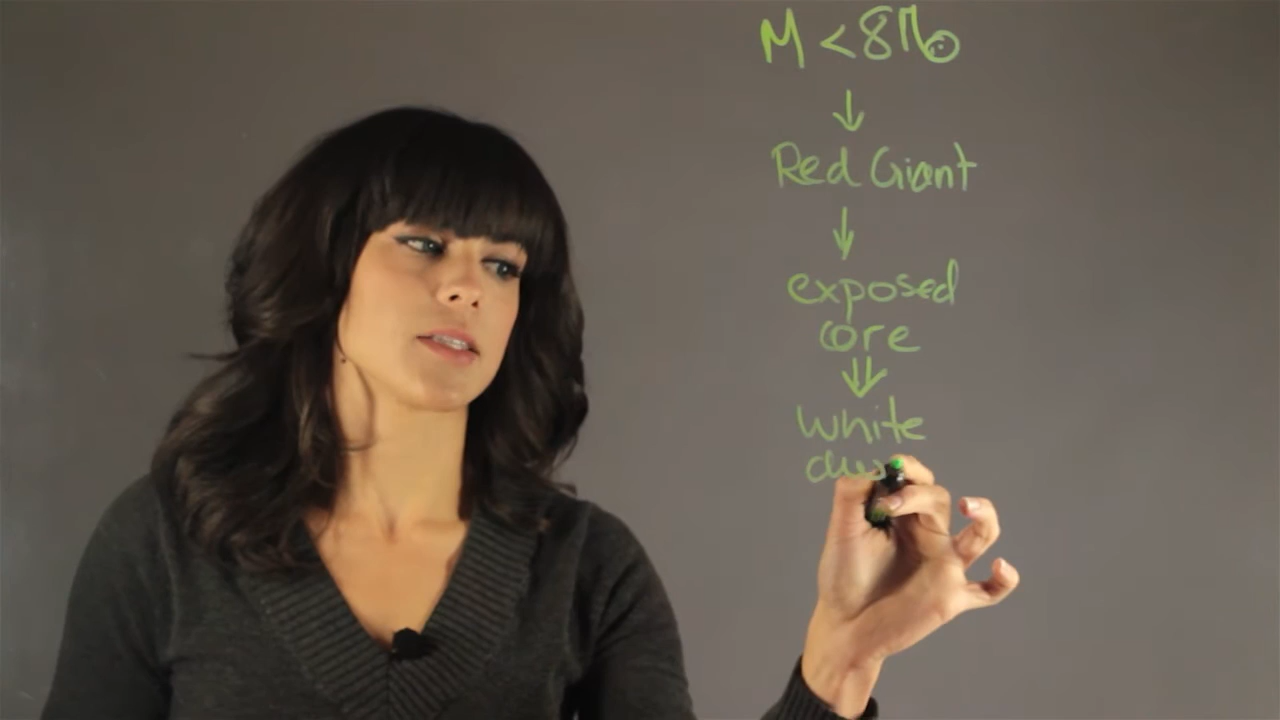 M < 8M☉
↓
Red Giant
↓
exposed
core
⇓
white